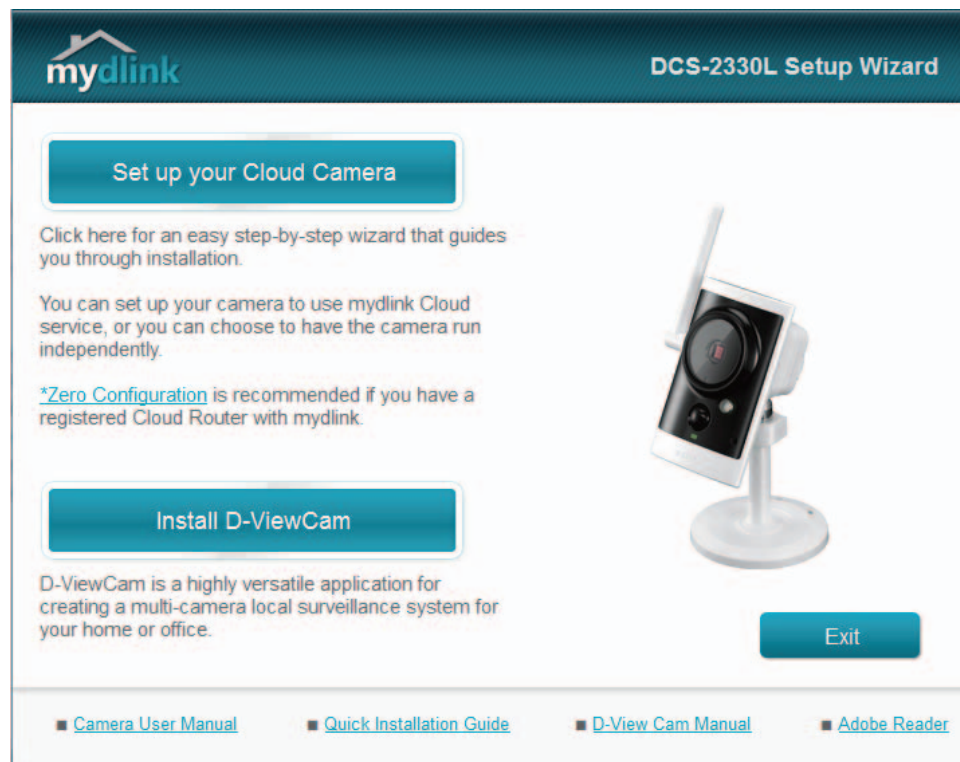 mydlink
DCS-2330L Setup Wizard
Set up your Cloud Camera
Click here for an easy step-by-step wizard that guides
you through installation.
You can set up your camera to use mydlink Cloud
service, or you can choose to have the camera run
independently.
*Zero Configuration is recommended if you have a
registered Cloud Router with mydlink.
Install D-ViewCam
D-ViewCam is a highly versatile application for
creating a multi-camera local surveillance system for
your home or office.
Exit
Camera User Manual
Quick Installation Guide
D-View Cam Manual
Adobe Reader